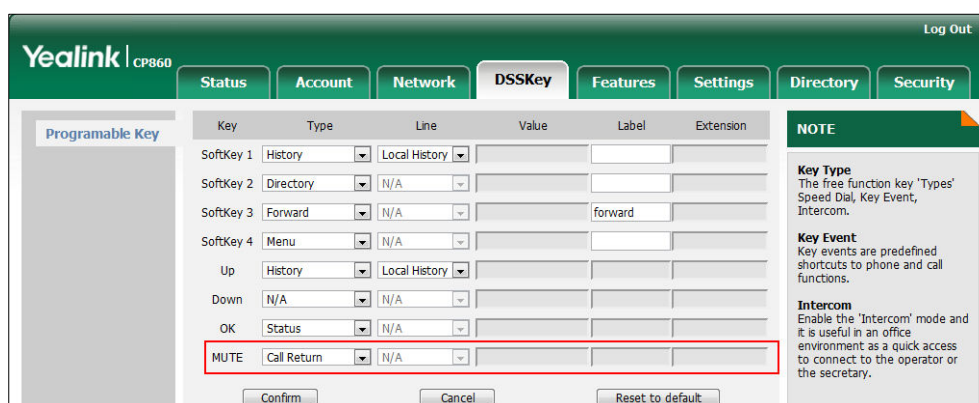 Log Out
Yealink CP860
Status Account Network DSSKey Features Settings Directory Security
Programable Key
Key Type Line Value Label Extension
SoftKey 1 History Local History
SoftKey 2 Directory N/A
SoftKey 3 Forward N/A forward
SoftKey 4 Menu N/A
Up History Local History
Down N/A N/A
OK Status N/A
MUTE Call Return N/A
Confirm Cancel Reset to default
NOTE
Key Type
The free function key 'Types'
Speed Dial, Key Event,
Intercom.
Key Event
Key events are predefined
shortcuts to phone and call
functions.
Intercom
Enable the 'Intercom' mode and
it is useful in an office
environment as a quick access
to connect to the operator or
the secretary.